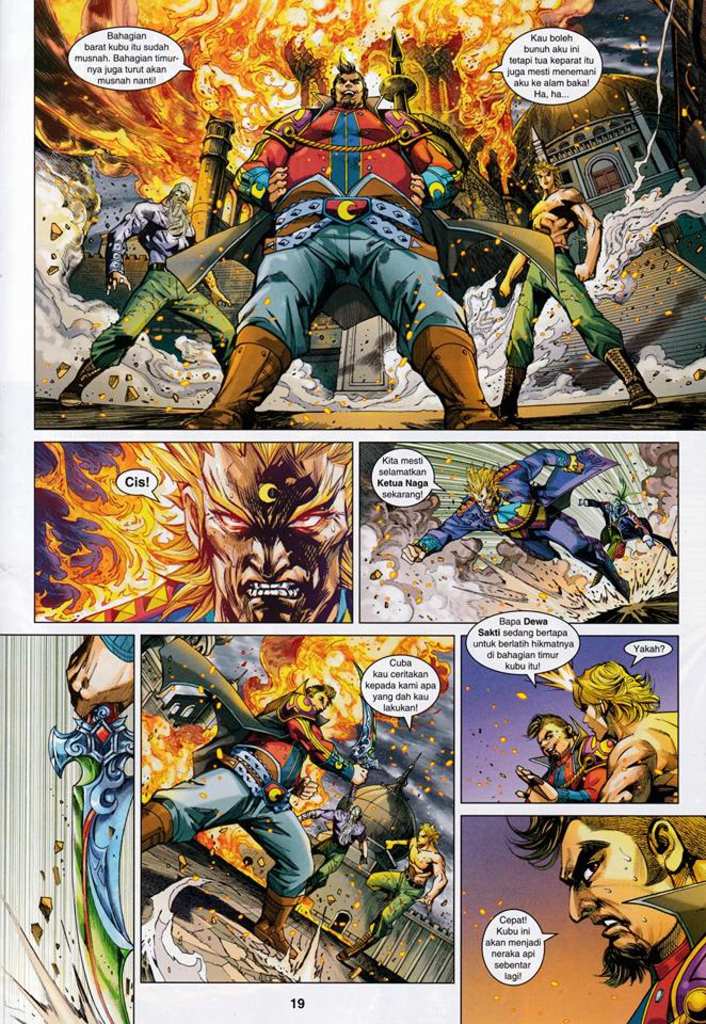 Bahagian
barat kubu itu sudah
musnah. Bahagian timur-
nya juga turut akan
musnah nanti!
Kau boleh
bunuh aku ini
tetapi tua keparat itu
juga mesti menemani
aku ke alam baka!
Ha, ha...
Cis!
Kita mesti
selamatkan
Ketua Naga
sekarang!
Cuba
kau ceritakan
kepada kami apa
yang dah kau
lakukan!
Bapa Dewa
Sakti sedang bertapa
untuk berlatih hikmatnya
di bahagian timur
kubu itu!
Yakah?
Cepat!
Kubu ini
akan menjadi
neraka api
sebentar
lagi!
19